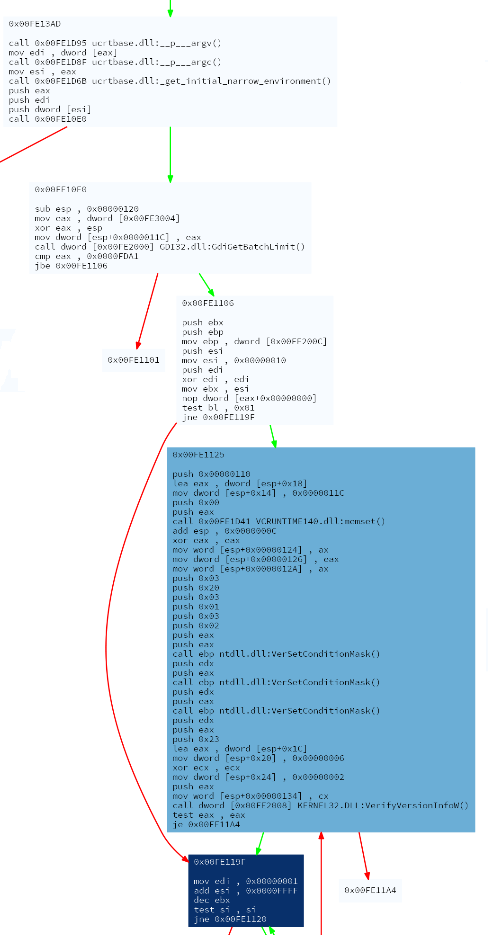 0x00FE13AD
call 0x00FE1D95 ucrtbase.dll:__p___argv()
mov edi , dword [eax]
call 0x00FE1D8F ucrtbase.dll:__p___argc()
mov esi , eax
call 0x00FE1D6B ucrtbase.dll:_get_initial_narrow_environment()
push eax
push edi
push dword [esi]
call 0x00FE10E0
0x00FE10E0
sub esp , 0x00000120
mov eax , dword [0x00FE3004]
xor eax , esp
mov dword [esp+0x0000011C] , eax
call dword [0x00FE2000] GDI32.dll:GdiGetBatchLimit()
cmp eax , 0x0000FDA1
jbe 0x00FE1106
0x00FE1106
push ebx
push ebp
mov ebp , dword [0x00FE200C]
push esi
mov esi , 0x00000010
push edi
xor edi , edi
mov ebx , esi
nop dword [eax+0x00000000]
test bl , 0x01
jne 0x00FE119F
0x00FE1101
0x00FE1125
push 0x00000110
lea eax , dword [esp+0x18]
mov dword [esp+0x14] , 0x0000011C
push 0x00
push eax
call 0x00FE1D41 VCRUNTIME140.dll:memset()
add esp , 0x0000000C
xor eax , eax
mov word [esp+0x00000124] , ax
mov dword [esp+0x00000126] , eax
mov word [esp+0x0000012A] , ax
push 0x03
push 0x20
push 0x03
push 0x01
push 0x03
push 0x02
push eax
push eax
call ebp ntdll.dll:VerSetConditionMask()
push edx
push eax
call ebp ntdll.dll:VerSetConditionMask()
push edx
push eax
call ebp ntdll.dll:VerSetConditionMask()
push edx
push eax
push 0x23
lea eax , dword [esp+0x1C]
mov dword [esp+0x20] , 0x00000006
xor ecx , ecx
mov dword [esp+0x24] , 0x00000002
push eax
mov word [esp+0x00000134] , cx
call dword [0x00FE2008] KERNEL32.DLL:VerifyVersionInfoW()
test eax , eax
je 0x00FE11A4
0x00FE119F
mov edi , 0x00000001
add esi , 0x0000FFFF
dec ebx
test si , si
jne 0x00FE1120
0x00FE11A4